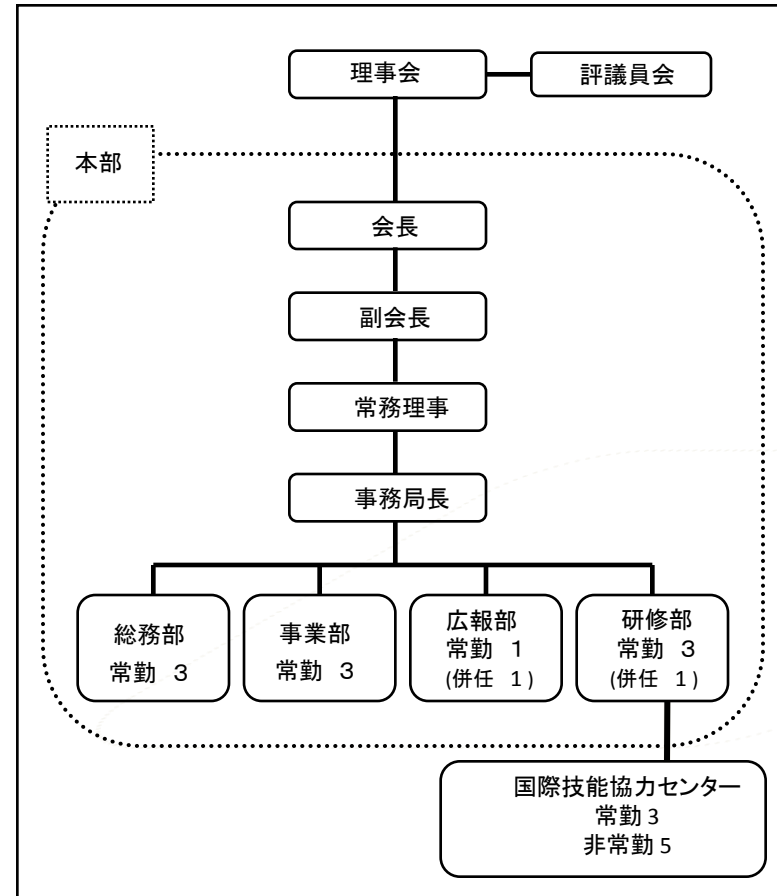 理事会
評議員会
本部
会長
副会長
常務理事
事務局長
総務部
常勤 3
事業部
常勤 3
広報部
常勤 1
(併任 1)
研修部
常勤 3
(併任 1)
国際技能協力センター
常勤 3
非常勤 5